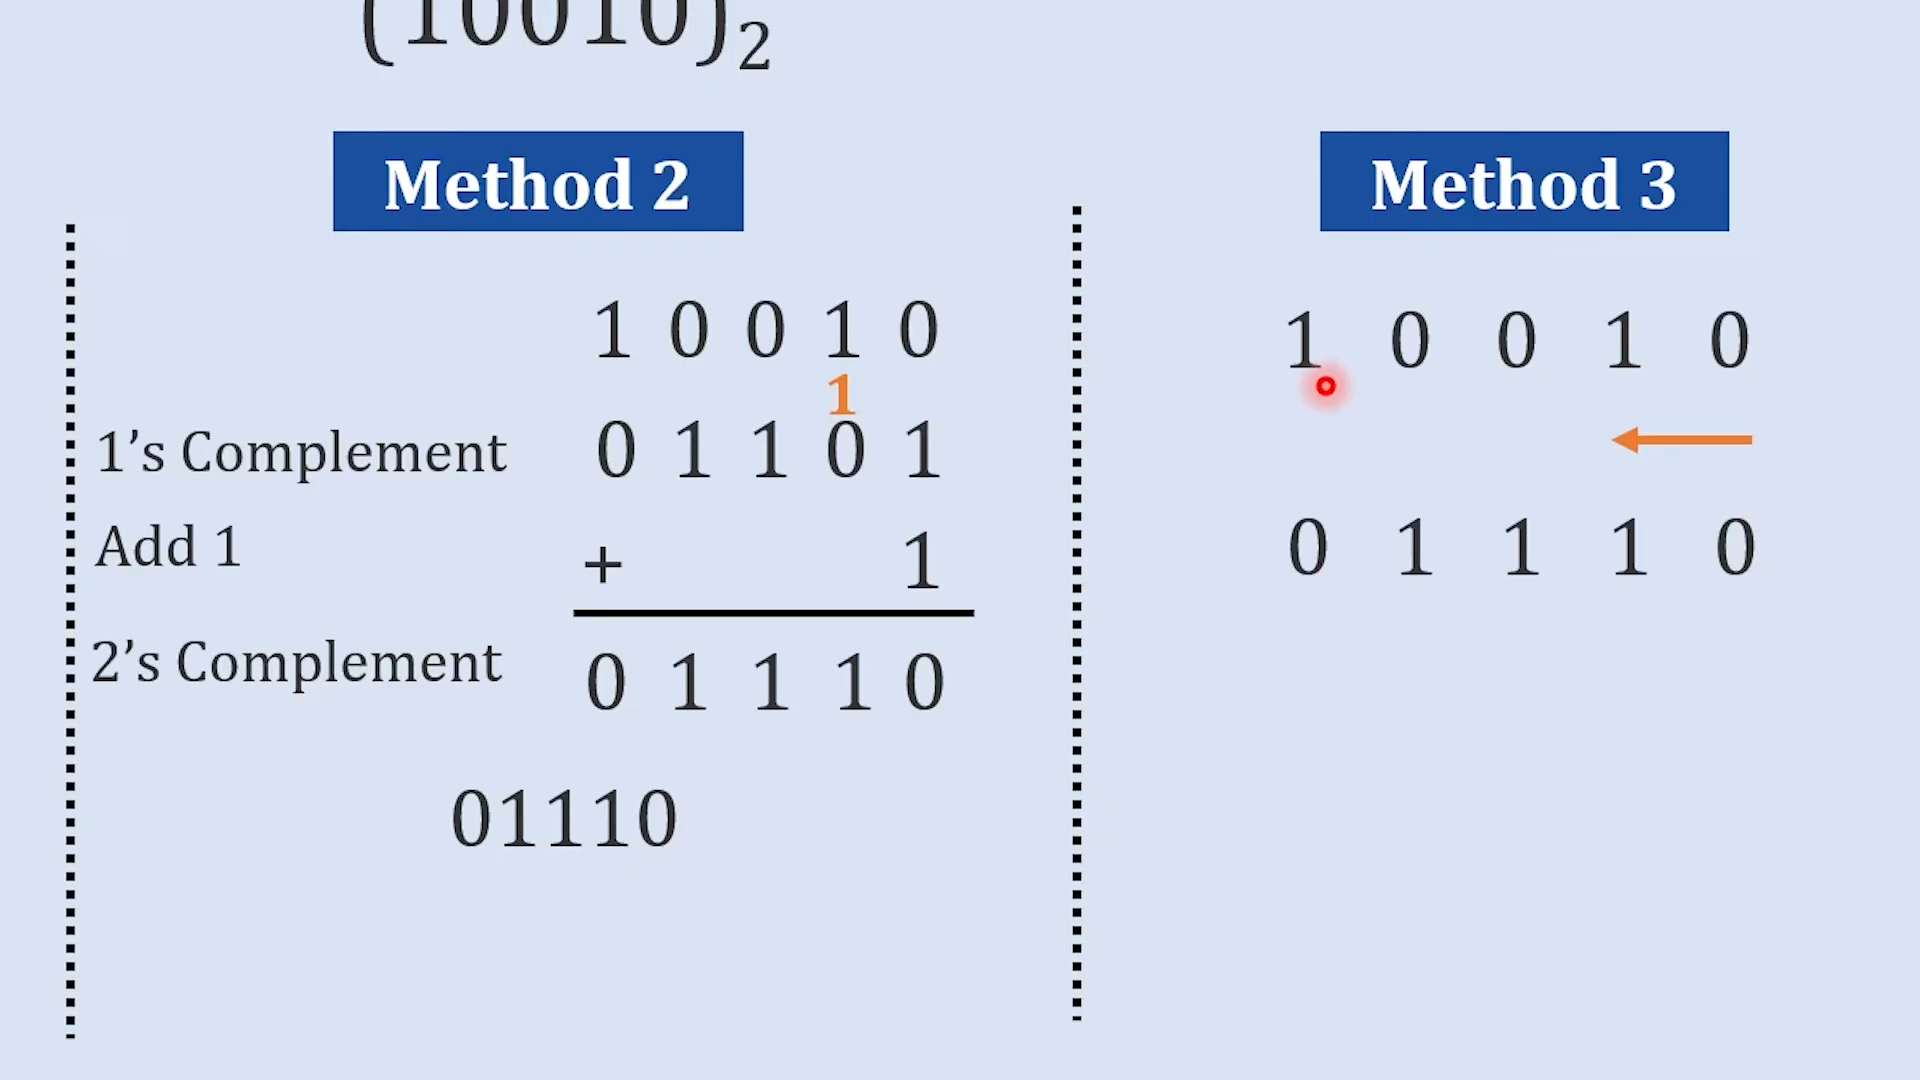 (10010)2
Method 2
1 0 0 1 0
1
1's Complement 0 1 1 0 1
Add 1 + 1
2's Complement 0 1 1 1 0
01110
Method 3
1 0 0 1 0
0 1 1 1 0